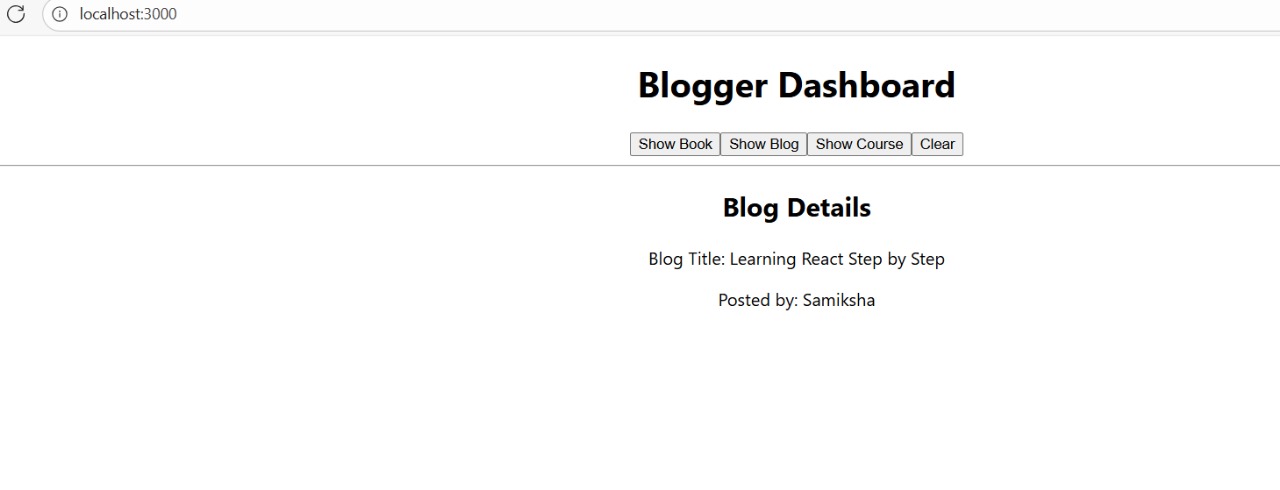 localhost:3000
Blogger Dashboard
Show Book Show Blog Show Course Clear
Blog Details
Blog Title: Learning React Step by Step
Posted by: Samiksha